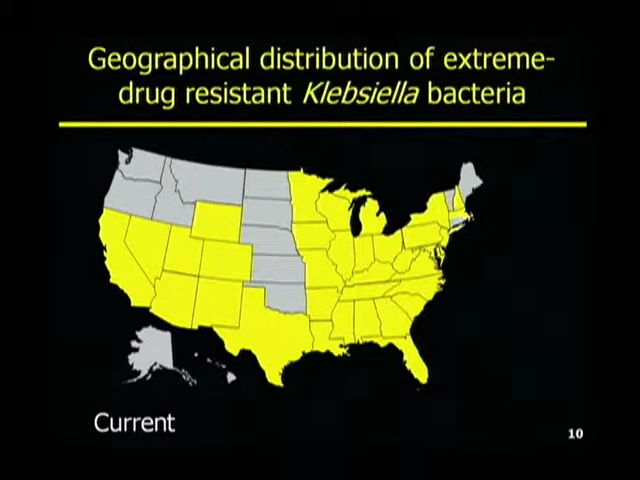 Geographical distribution of extreme-
drug resistant Klebsiella bacteria
Current
10